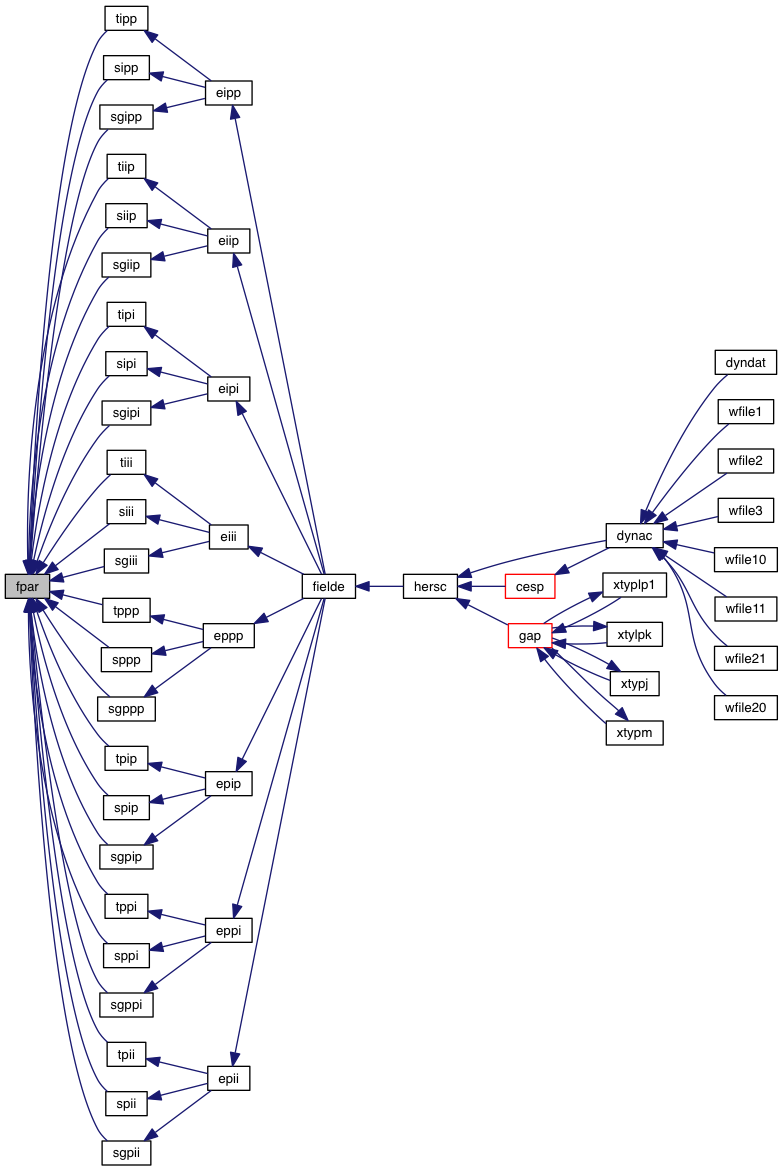 tipp
sipp
sgipp
eipp
tiip
siip
sgiip
eiip
tipi
sipi
sgipi
eipi
tiii
siii
sgiii
eiii
fpar
tppp
sppp
sgppp
eppp
tpip
spip
sgpip
epip
tppi
sppi
sgppi
eppi
tpii
spii
sgpii
epii
fielde
hersc
cesp
gap
dynac
xtyplp1
xtylpk
xtypj
xtypm
dyndat
wfile1
wfile2
wfile3
wfile10
wfile11
wfile21
wfile20